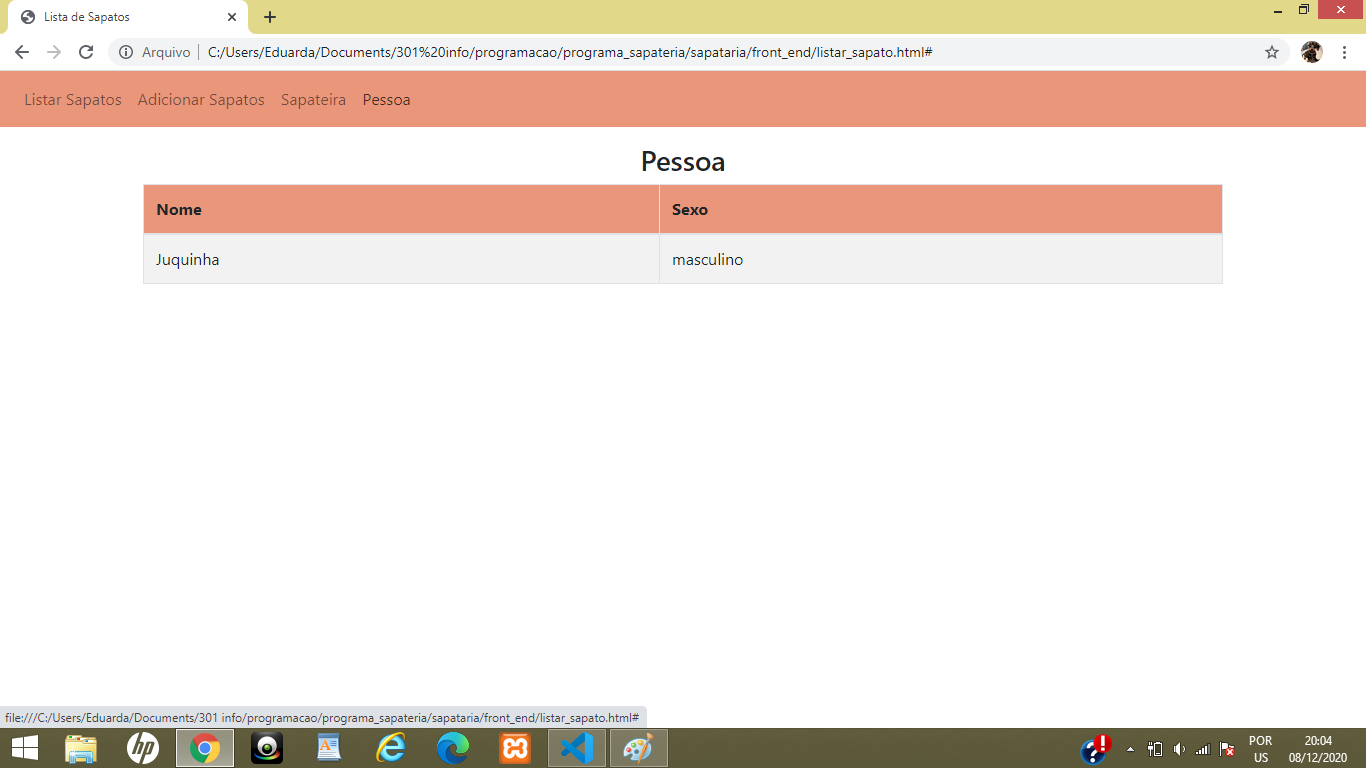 Lista de Sapatos
Arquivo C:/Users/Eduarda/Documents/301%20info/programacao/programa_sapateria/sapataria/front_end/listar_sapato.html#
Listar Sapatos Adicionar Sapatos Sapateira Pessoa
Pessoa
Nome Sexo
Juquinha masculino
file:///C:/Users/Eduarda/Documents/301 info/programacao/programa_sapateria/sapataria/front_end/listar_sapato.html#
hp
POR 20:04
US 08/12/2020